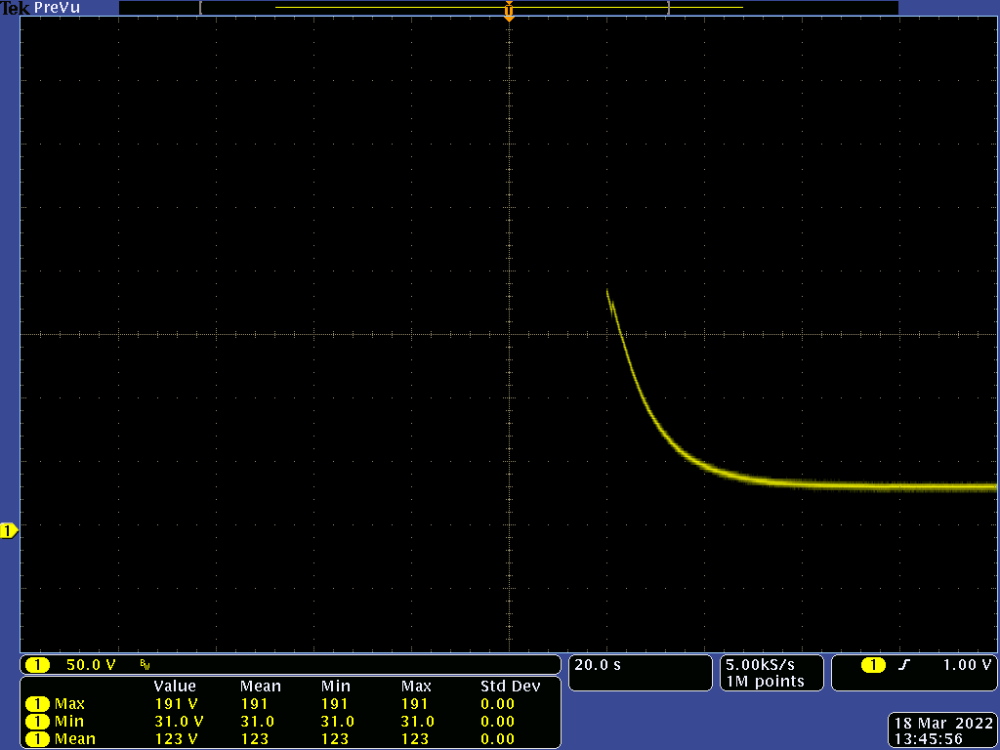 Tek PreVu
T
1
1 50.0 V BW
20.0 s
5.00kS/s
1M points
1 1.00 V
Value Mean Min Max Std Dev
1 Max 191 V 191 191 191 0.00
1 Min 31.0 V 31.0 31.0 31.0 0.00
1 Mean 123 V 123 123 123 0.00
18 Mar 2022
13:45:56